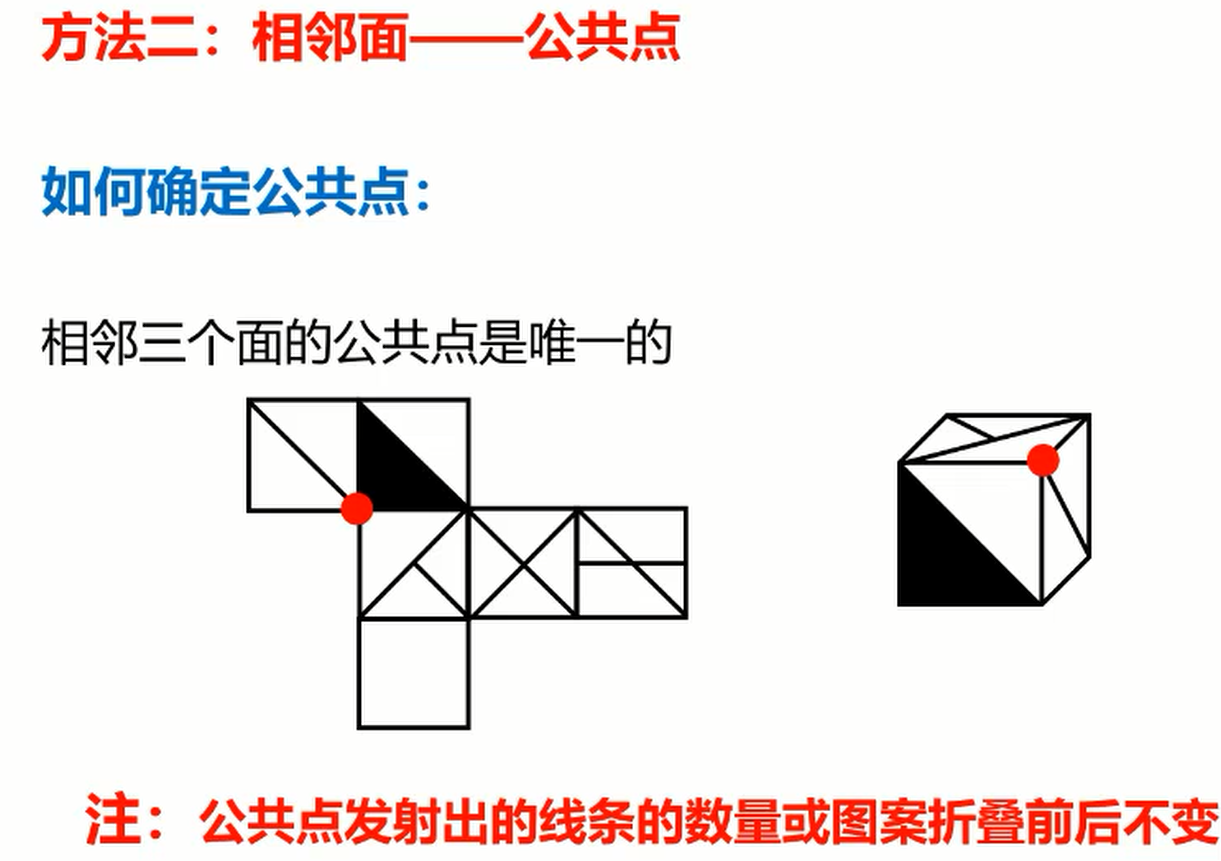 方法二：相邻面——公共点
如何确定公共点：
相邻三个面的公共点是唯一的
注：公共点发射出的线条的数量或图案折叠前后不变